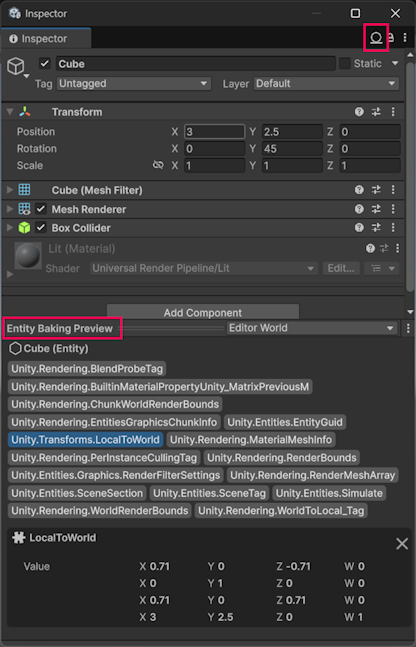 Inspector
Inspector
Cube Static
Tag Untagged Layer Default
Transform
Position X 3 Y 2.5 Z 0
Rotation X 0 Y 45 Z 0
Scale X 1 Y 1 Z 1
Cube (Mesh Filter)
Mesh Renderer
Box Collider
Lit (Material)
Shader Universal Render Pipeline/Lit Edit...
Add Component
Entity Baking Preview Editor World
Cube (Entity)
Unity.Rendering.BlendProbeTag
Unity.Rendering.BuiltinMaterialPropertyUnity_MatrixPreviousM
Unity.Rendering.ChunkWorldRenderBounds
Unity.Rendering.EntitiesGraphicsChunkInfo Unity.Entities.EntityGuid
Unity.Transforms.LocalToWorld Unity.Rendering.MaterialMeshInfo
Unity.Rendering.PerInstanceCullingTag Unity.Rendering.RenderBounds
Unity.Entities.Graphics.RenderFilterSettings Unity.Rendering.RenderMeshArray
Unity.Entities.SceneSection Unity.Entities.SceneTag Unity.Entities.Simulate
Unity.Rendering.WorldRenderBounds Unity.Rendering.WorldToLocal_Tag
LocalToWorld
Value X 0.71 Y 0 Z -0.71 W 0
X 0 Y 1 Z 0 W 0
X 0.71 Y 0 Z 0.71 W 0
X 3 Y 2.5 Z 0 W 1